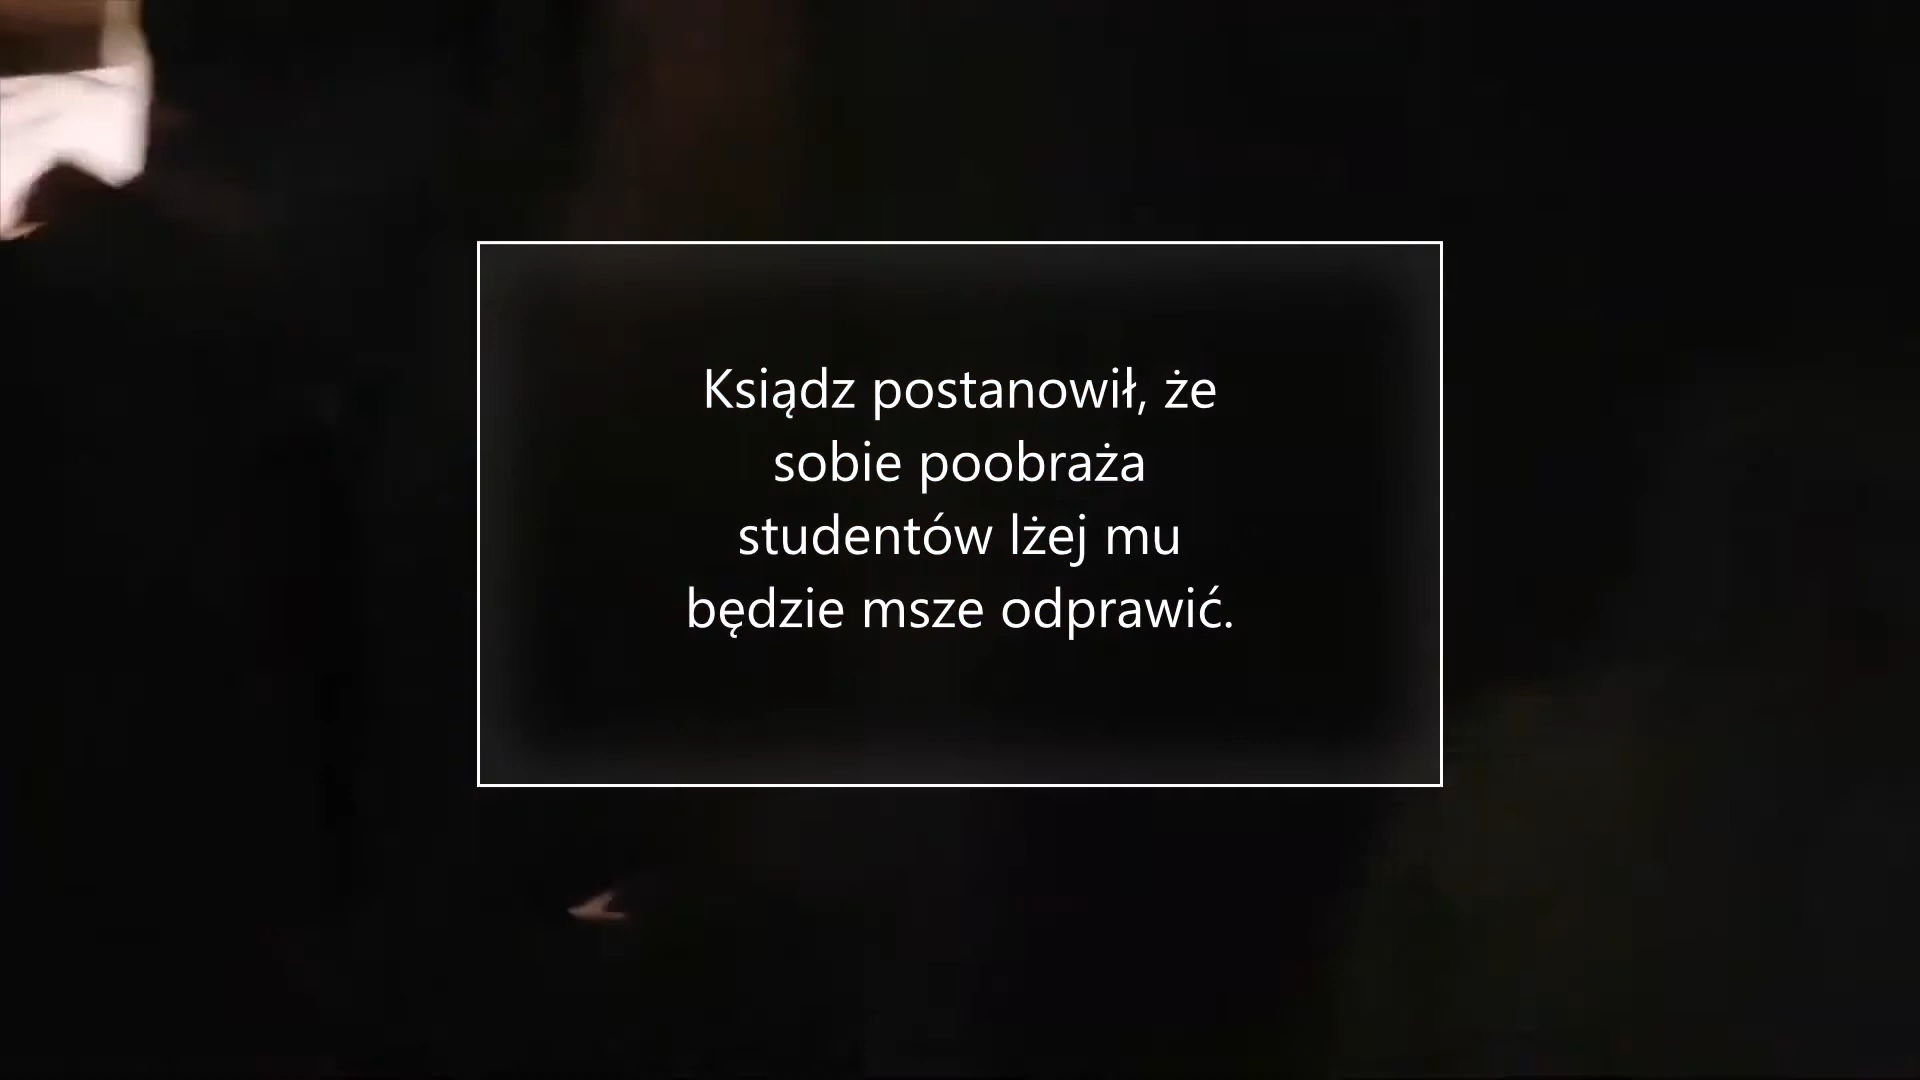 Ksiądz postanowił, że
sobie poobraża
studentów lżej mu
będzie msze odprawić.